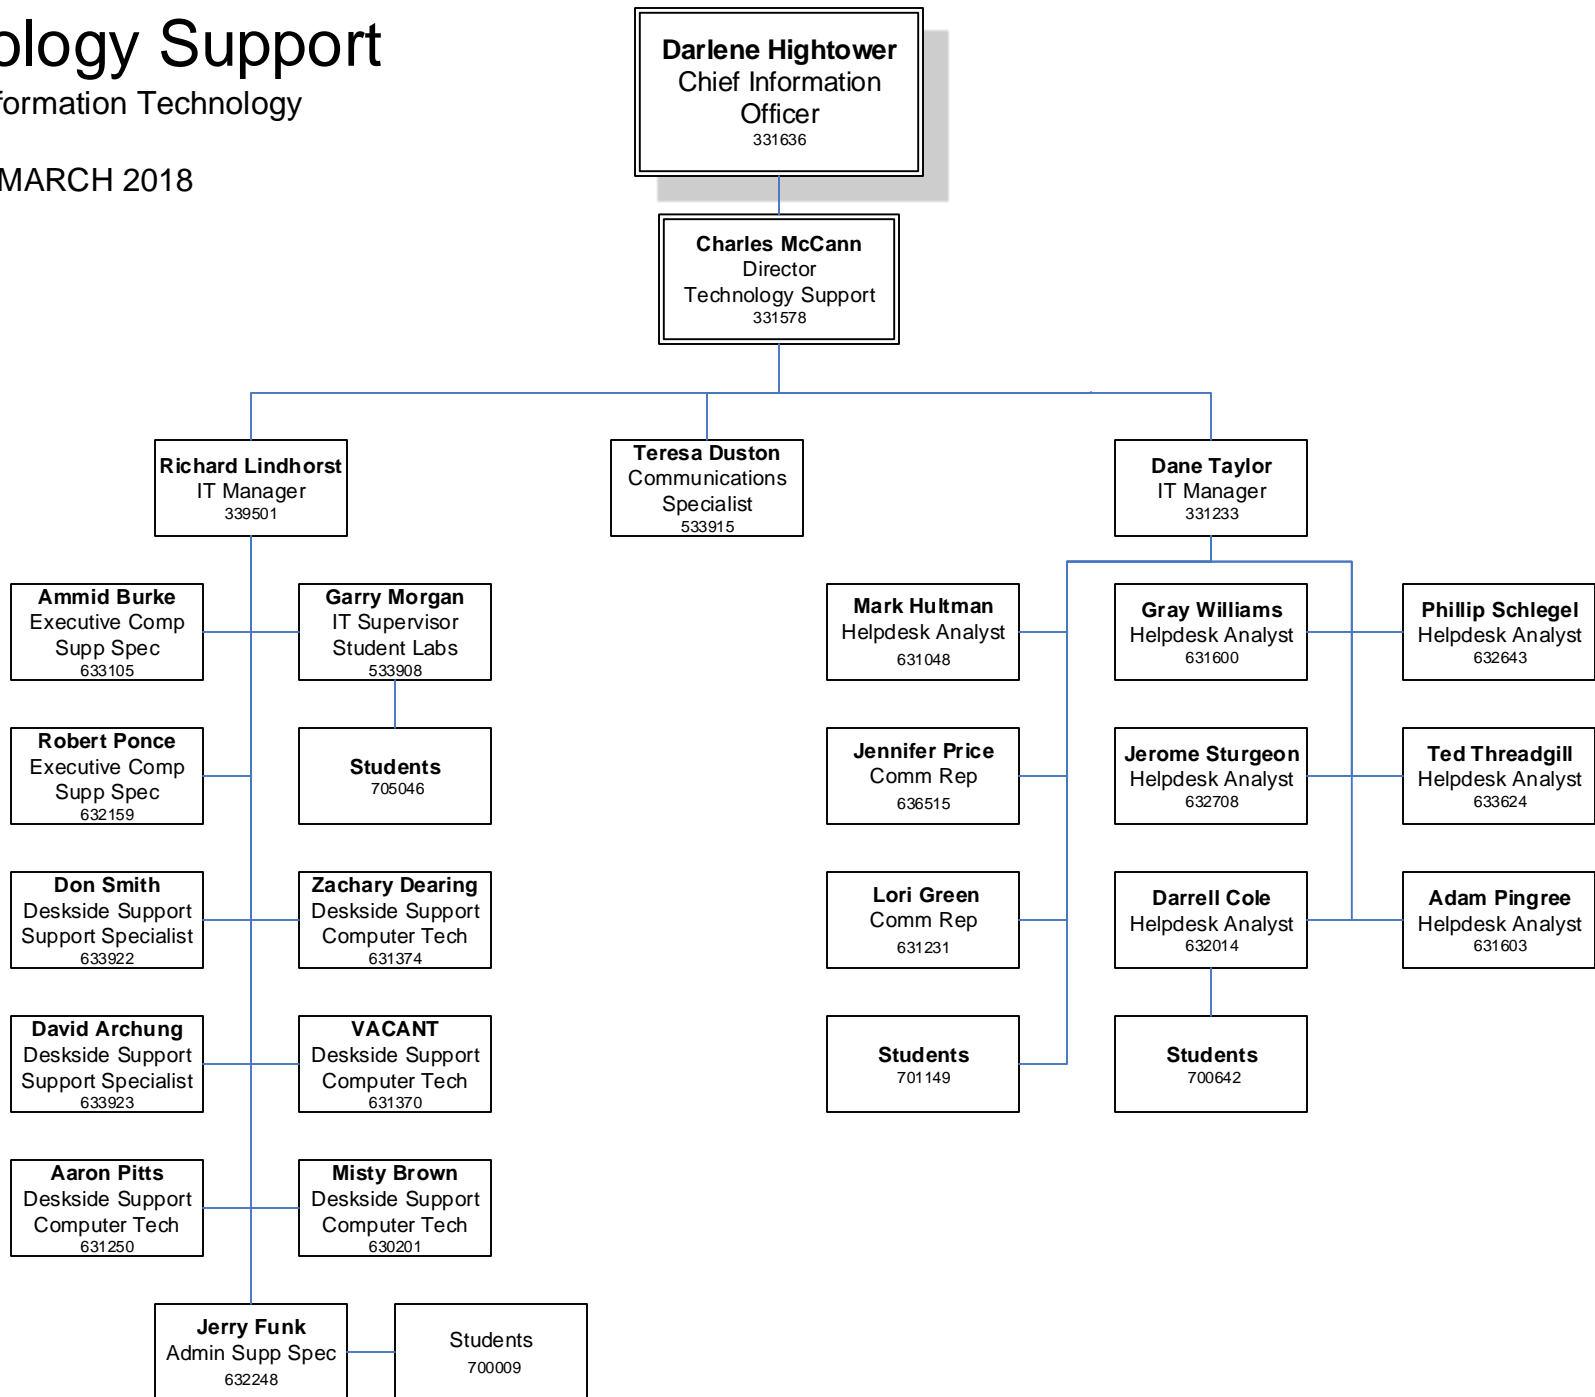 ology Support
formation Technology
MARCH 2018
Darlene Hightower
Chief Information
Officer
331636
Charles McCann
Director
Technology Support
331578
Richard Lindhorst
IT Manager
339501
Teresa Duston
Communications
Specialist
533915
Dane Taylor
IT Manager
331233
Ammid Burke
Executive Comp
Supp Spec
633105
Garry Morgan
IT Supervisor
Student Labs
533908
Mark Hultman
Helpdesk Analyst
631048
Gray Williams
Helpdesk Analyst
631600
Phillip Schlegel
Helpdesk Analyst
632643
Robert Ponce
Executive Comp
Supp Spec
632159
Students
705046
Jennifer Price
Comm Rep
636515
Jerome Sturgeon
Helpdesk Analyst
632708
Ted Threadgill
Helpdesk Analyst
633624
Don Smith
Deskside Support
Support Specialist
633922
Zachary Dearing
Deskside Support
Computer Tech
631374
Lori Green
Comm Rep
631231
Darrell Cole
Helpdesk Analyst
632014
Adam Pingree
Helpdesk Analyst
631603
David Archung
Deskside Support
Support Specialist
633923
VACANT
Deskside Support
Computer Tech
631370
Students
701149
Students
700642
Aaron Pitts
Deskside Support
Computer Tech
631250
Misty Brown
Deskside Support
Computer Tech
630201
Jerry Funk
Admin Supp Spec
632248
Students
700009